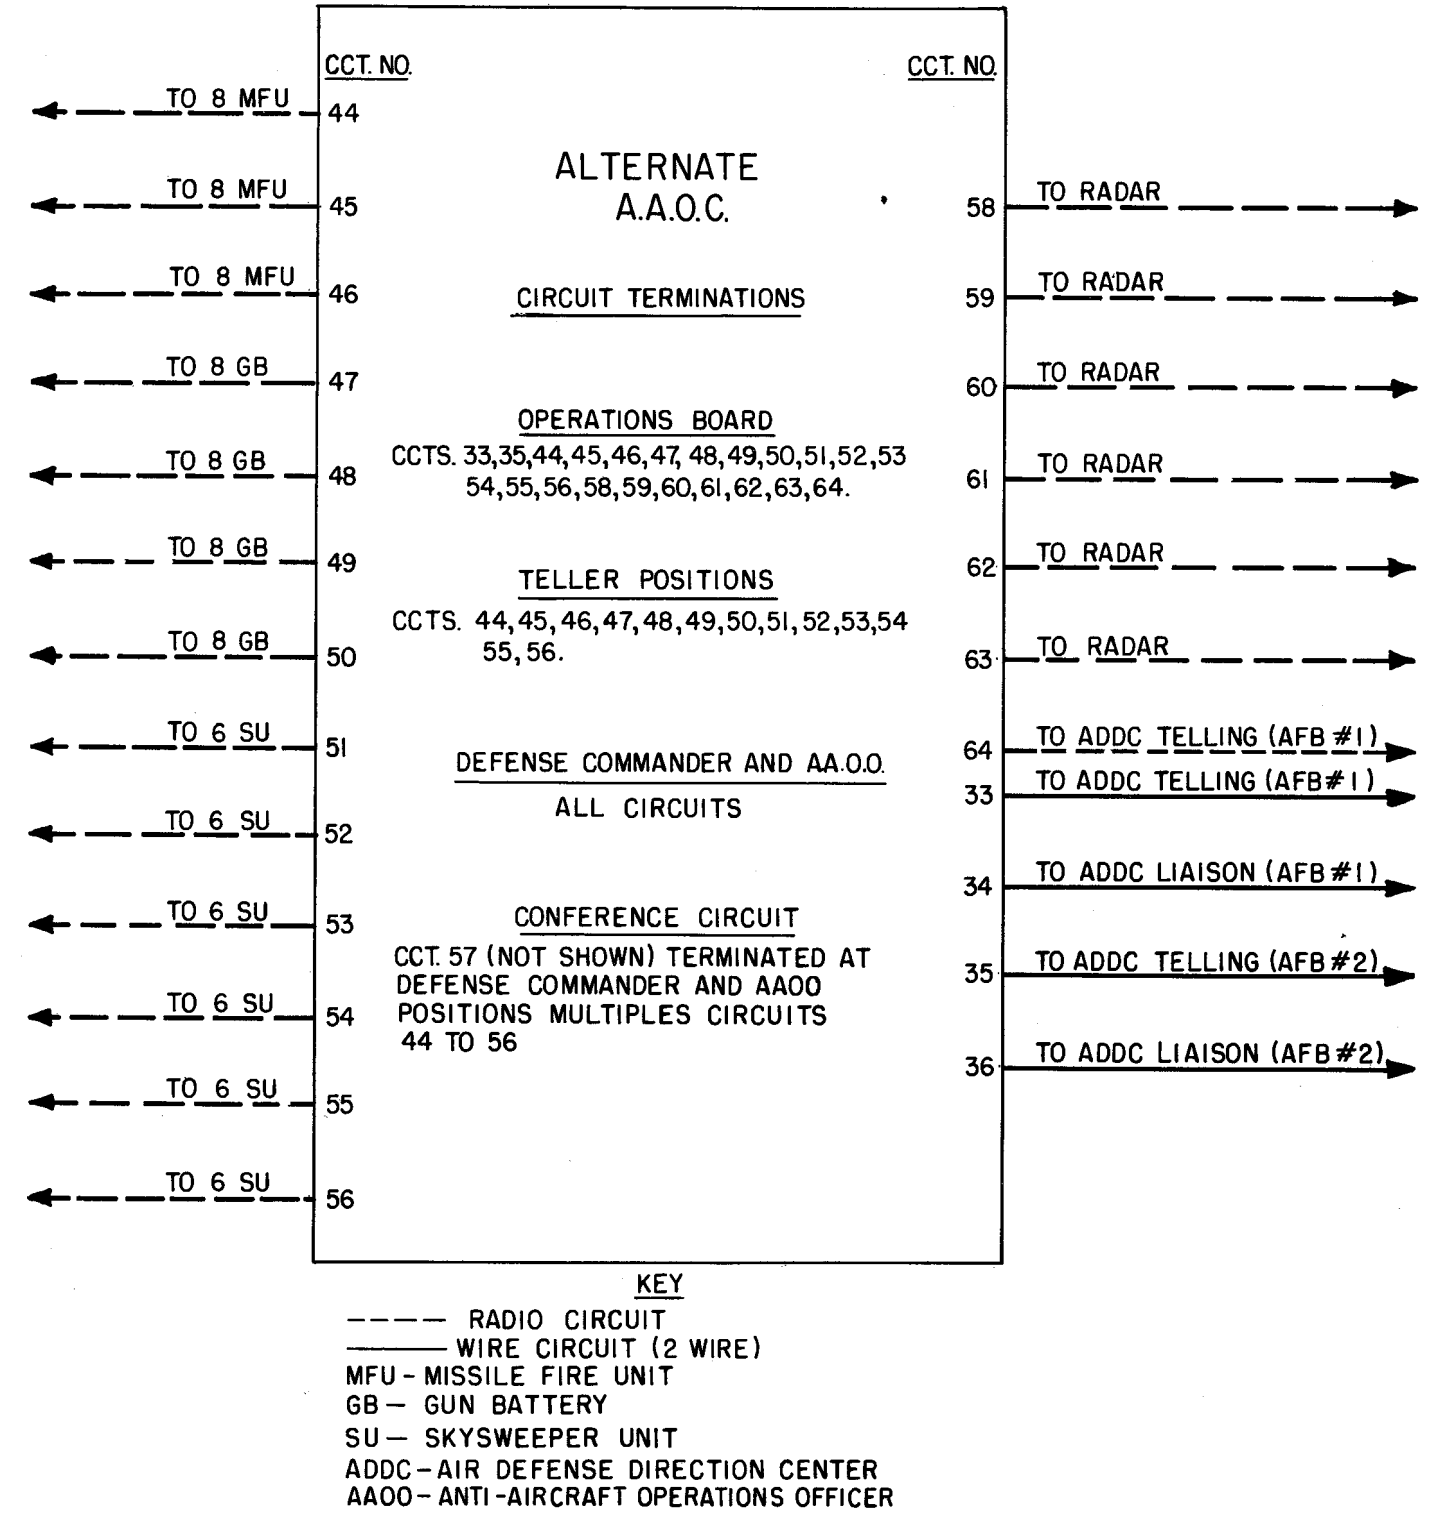 CCT. NO.
TO 8 MFU
44
TO 8 MFU
45
TO 8 MFU
46
TO 8 GB
47
TO 8 GB
48
TO 8 GB
49
TO 8 GB
50
TO 6 SU
51
TO 6 SU
52
TO 6 SU
53
TO 6 SU
54
TO 6 SU
55
TO 6 SU
56
ALTERNATE
A.A.O.C.
CIRCUIT TERMINATIONS
OPERATIONS BOARD
CCTS. 33,35,44,45,46,47,48,49,50,51,52,53
54,55,56,58,59,60,61,62,63,64.
TELLER POSITIONS
CCTS. 44,45,46,47,48,49,50,51,52,53,54
55,56.
DEFENSE COMMANDER AND AA.O.O.
ALL CIRCUITS
CONFERENCE CIRCUIT
CCT. 57 (NOT SHOWN) TERMINATED AT
DEFENSE COMMANDER AND AAOO
POSITIONS MULTIPLES CIRCUITS
44 TO 56
CCT. NO.
58
TO RADAR
59
TO RADAR
60
TO RADAR
61
TO RADAR
62
TO RADAR
63
TO RADAR
64
TO ADDC TELLING (AFB #1)
33
TO ADDC TELLING (AFB #1)
34
TO ADDC LIAISON (AFB #1)
35
TO ADDC TELLING (AFB #2)
36
TO ADDC LIAISON (AFB #2)
KEY
---- RADIO CIRCUIT
——— WIRE CIRCUIT (2 WIRE)
MFU - MISSILE FIRE UNIT
GB — GUN BATTERY
SU — SKYSWEEPER UNIT
ADDC - AIR DEFENSE DIRECTION CENTER
AAOO - ANTI-AIRCRAFT OPERATIONS OFFICER